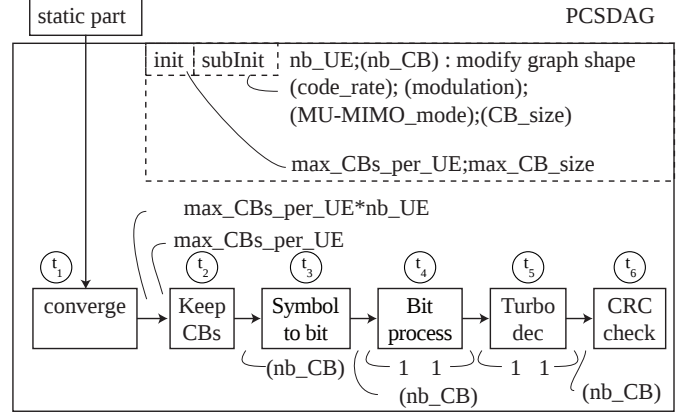 static part
PCSDAG
init subInit nb_UE;(nb_CB) : modify graph shape
(code_rate); (modulation);
(MU-MIMO_mode);(CB_size)
max_CBs_per_UE;max_CB_size
max_CBs_per_UE*nb_UE
max_CBs_per_UE
t1 t2 t3 t4 t5 t6
converge
Keep
CBs
Symbol
to bit
Bit
process
Turbo
dec
CRC
check
(nb_CB) 1 1 1 1
(nb_CB) (nb_CB)